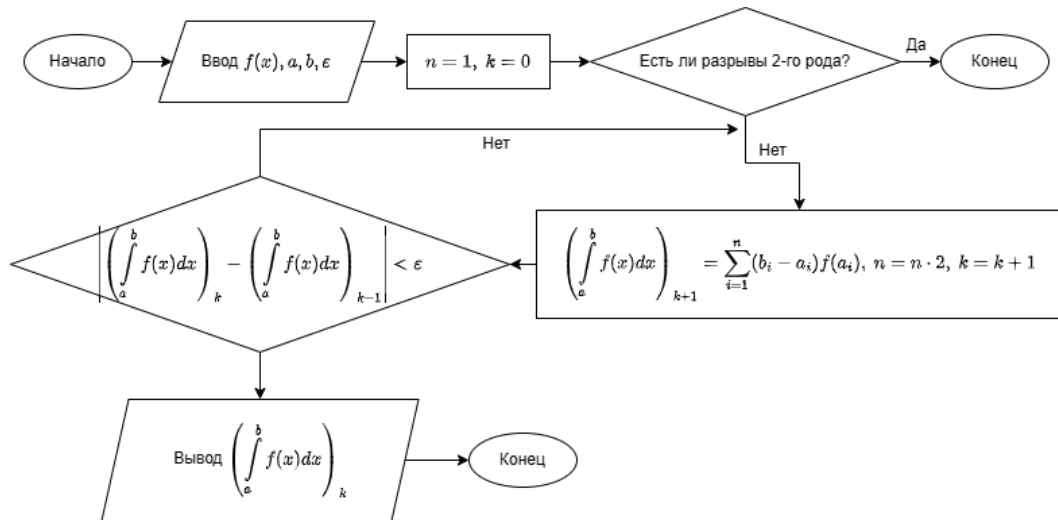 Начало
Ввод f(x), a, b, ε
n = 1, k = 0
Есть ли разрывы 2-го рода?
Да
Конец
Нет
Нет
|(∫_a^b f(x)dx)_k − (∫_a^b f(x)dx)_{k−1}| < ε
(∫_a^b f(x)dx)_{k+1} = ∑_{i=1}^n (b_i − a_i)f(a_i), n = n · 2, k = k + 1
Вывод (∫_a^b f(x)dx)_k
Конец